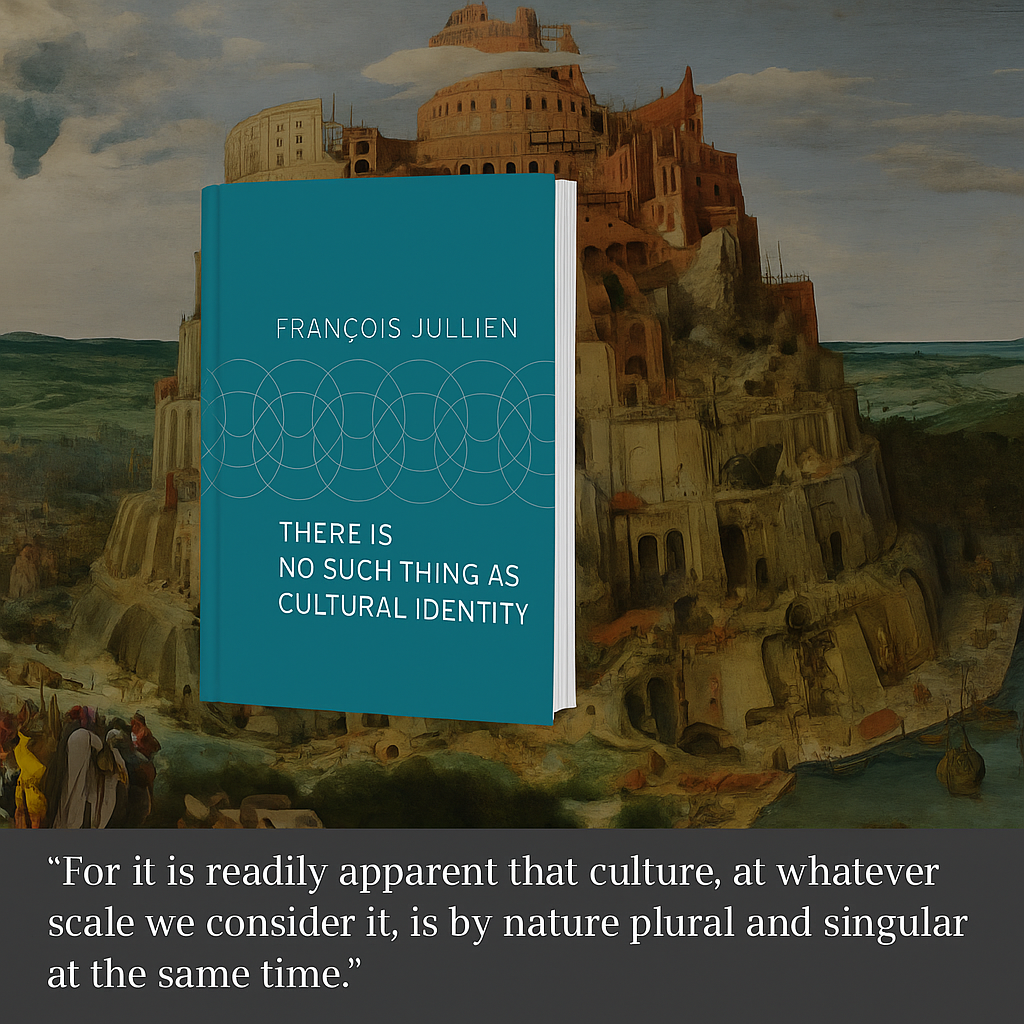 FRANÇOIS JULLIEN
THERE IS
NO SUCH THING AS
CULTURAL IDENTITY
“For it is readily apparent that culture, at whatever
scale we consider it, is by nature plural and singular
at the same time.”